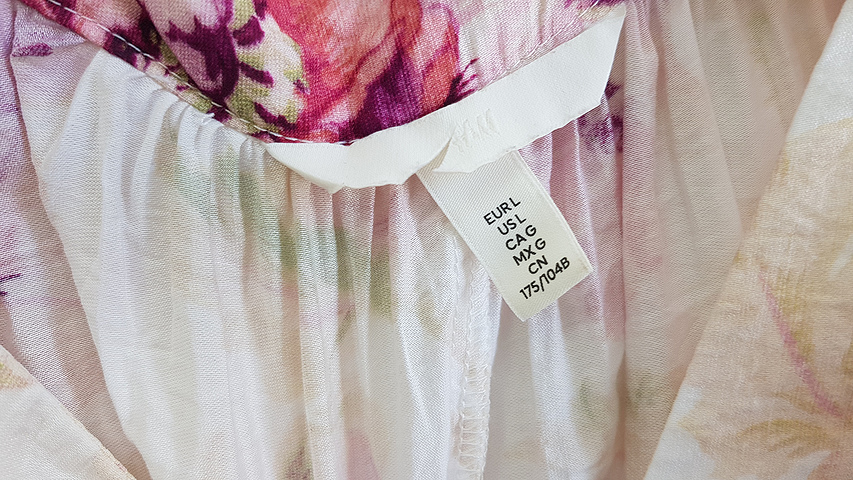 H&M
EUR L
US L
CA G
MX G
CN
175/104B